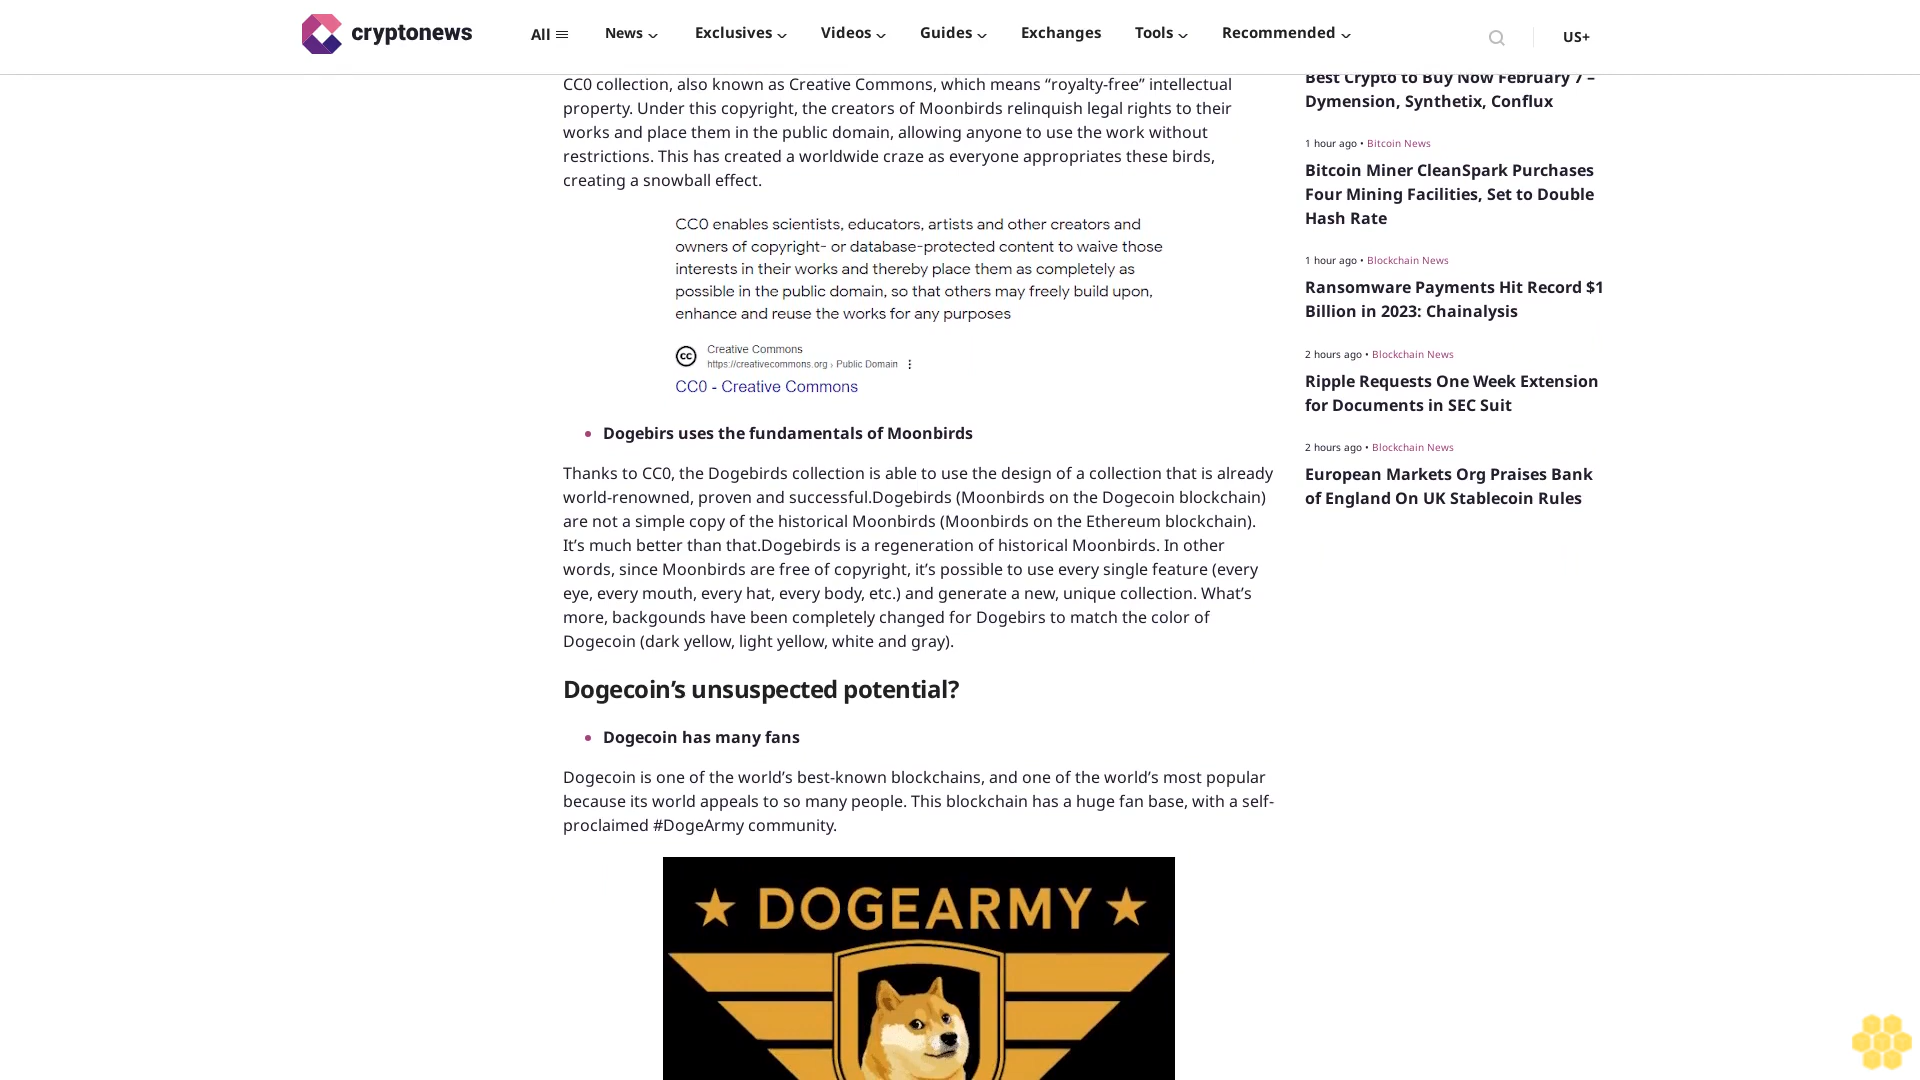 cryptonews
All
News
Exclusives
Videos
Guides
Exchanges
Tools
Recommended
US+
CC0 collection, also known as Creative Commons, which means “royalty-free” intellectual
property. Under this copyright, the creators of Moonbirds relinquish legal rights to their
works and place them in the public domain, allowing anyone to use the work without
restrictions. This has created a worldwide craze as everyone appropriates these birds,
creating a snowball effect.
CC0 enables scientists, educators, artists and other creators and
owners of copyright- or database-protected content to waive those
interests in their works and thereby place them as completely as
possible in the public domain, so that others may freely build upon,
enhance and reuse the works for any purposes
cc
Creative Commons
https://creativecommons.org › Public Domain
CC0 - Creative Commons
• Dogebirs uses the fundamentals of Moonbirds
Thanks to CC0, the Dogebirds collection is able to use the design of a collection that is already
world-renowned, proven and successful.Dogebirds (Moonbirds on the Dogecoin blockchain)
are not a simple copy of the historical Moonbirds (Moonbirds on the Ethereum blockchain).
It’s much better than that.Dogebirds is a regeneration of historical Moonbirds. In other
words, since Moonbirds are free of copyright, it’s possible to use every single feature (every
eye, every mouth, every hat, every body, etc.) and generate a new, unique collection. What’s
more, backgounds have been completely changed for Dogebirs to match the color of
Dogecoin (dark yellow, light yellow, white and gray).
Dogecoin’s unsuspected potential?
• Dogecoin has many fans
Dogecoin is one of the world’s best-known blockchains, and one of the world’s most popular
because its world appeals to so many people. This blockchain has a huge fan base, with a self-
proclaimed #DogeArmy community.
DOGEARMY
Best Crypto to Buy Now February 7 –
Dymension, Synthetix, Conflux
1 hour ago • Bitcoin News
Bitcoin Miner CleanSpark Purchases
Four Mining Facilities, Set to Double
Hash Rate
1 hour ago • Blockchain News
Ransomware Payments Hit Record $1
Billion in 2023: Chainalysis
2 hours ago • Blockchain News
Ripple Requests One Week Extension
for Documents in SEC Suit
2 hours ago • Blockchain News
European Markets Org Praises Bank
of England On UK Stablecoin Rules